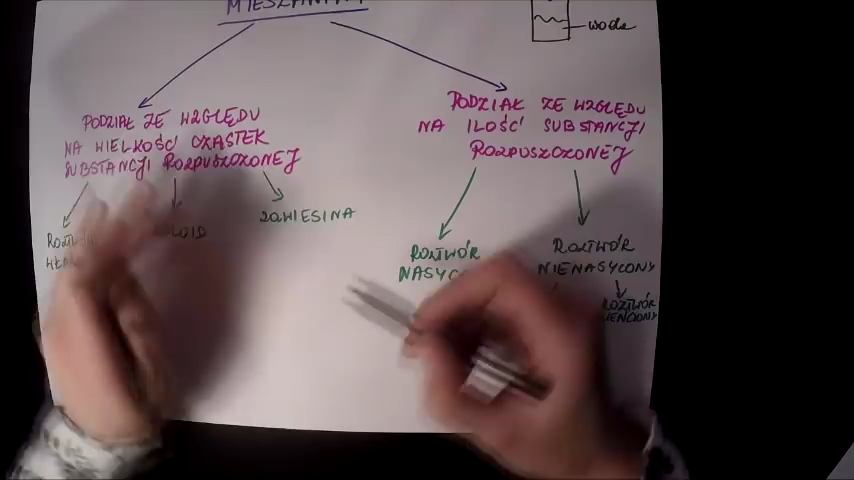 woda
PODZIAŁ ZE WZGLĘDU
NA WIELKOŚĆ CZĄSTEK
SUBSTANCJI ROZPUSZCZONEJ
ZAWIESINA
PODZIAŁ ZE WZGLĘDU
NA ILOŚĆ SUBSTANCJI
ROZPUSZCZONEJ
ROZTWÓR
ROZTWÓR
NIENASYCONY
ROZTWÓR